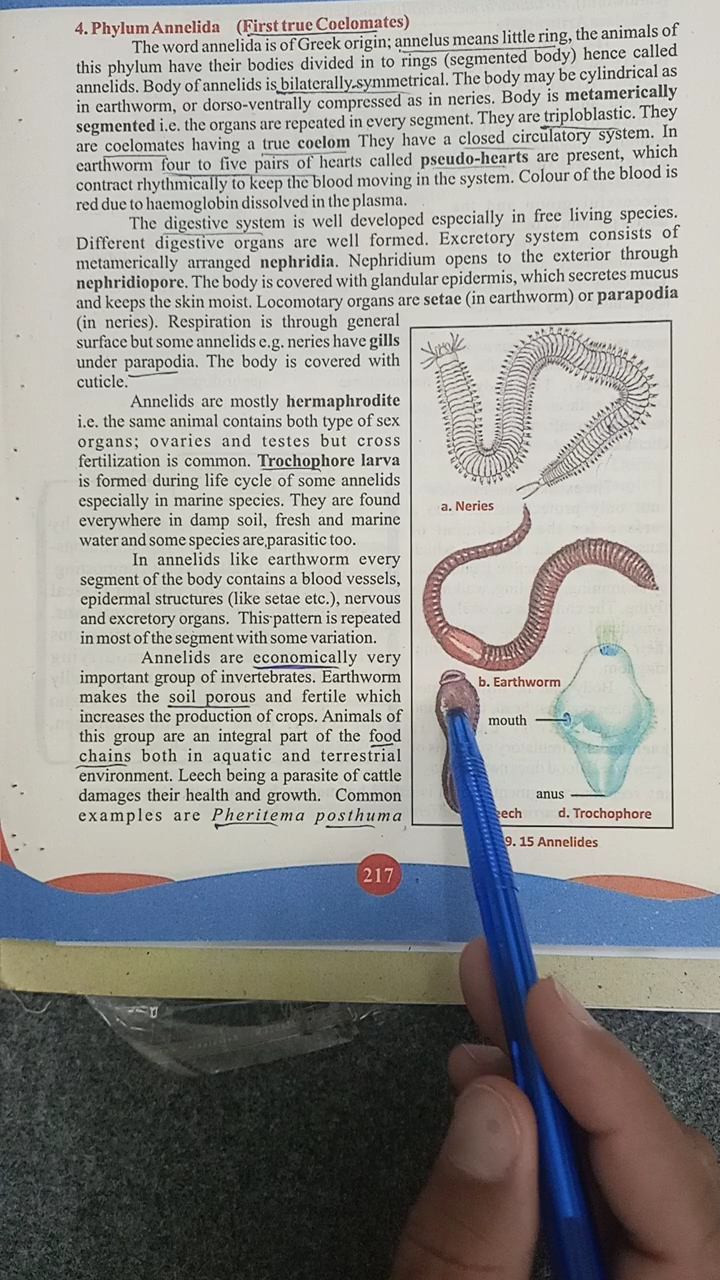 4. Phylum Annelida (First true Coelomates)
The word annelida is of Greek origin; annelus means little ring, the animals of
this phylum have their bodies divided in to rings (segmented body) hence called
annelids. Body of annelids is bilaterally symmetrical. The body may be cylindrical as
in earthworm, or dorso-ventrally compressed as in neries. Body is metamerically
segmented i.e. the organs are repeated in every segment. They are triploblastic. They
are coelomates having a true coelom They have a closed circulatory system. In
earthworm four to five pairs of hearts called pseudo-hearts are present, which
contract rhythmically to keep the blood moving in the system. Colour of the blood is
red due to haemoglobin dissolved in the plasma.
The digestive system is well developed especially in free living species.
Different digestive organs are well formed. Excretory system consists of
metamerically arranged nephridia. Nephridium opens to the exterior through
nephridiopore. The body is covered with glandular epidermis, which secretes mucus
and keeps the skin moist. Locomotary organs are setae (in earthworm) or parapodia
(in neries). Respiration is through general
surface but some annelids e.g. neries have gills
under parapodia. The body is covered with
cuticle.
Annelids are mostly hermaphrodite
i.e. the same animal contains both type of sex
organs; ovaries and testes but cross
fertilization is common. Trochophore larva
is formed during life cycle of some annelids
especially in marine species. They are found
everywhere in damp soil, fresh and marine
water and some species are parasitic too.
In annelids like earthworm every
segment of the body contains a blood vessels,
epidermal structures (like setae etc.), nervous
and excretory organs. This pattern is repeated
in most of the segment with some variation.
Annelids are economically very
important group of invertebrates. Earthworm
makes the soil porous and fertile which
increases the production of crops. Animals of
this group are an integral part of the food
chains both in aquatic and terrestrial
environment. Leech being a parasite of cattle
damages their health and growth. Common
examples are Pheritema posthuma
a. Neries
b. Earthworm
mouth
anus
eech d. Trochophore
9. 15 Annelides
217